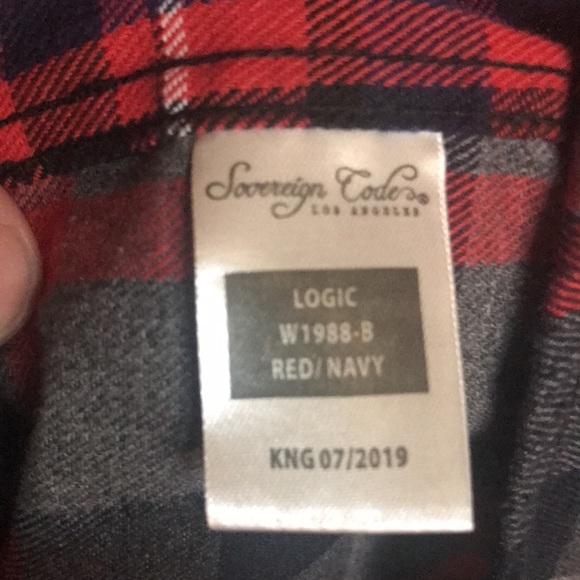 Sovereign Code®
LOS ANGELES
LOGIC
W1988-B
RED/NAVY
KNG 07/2019